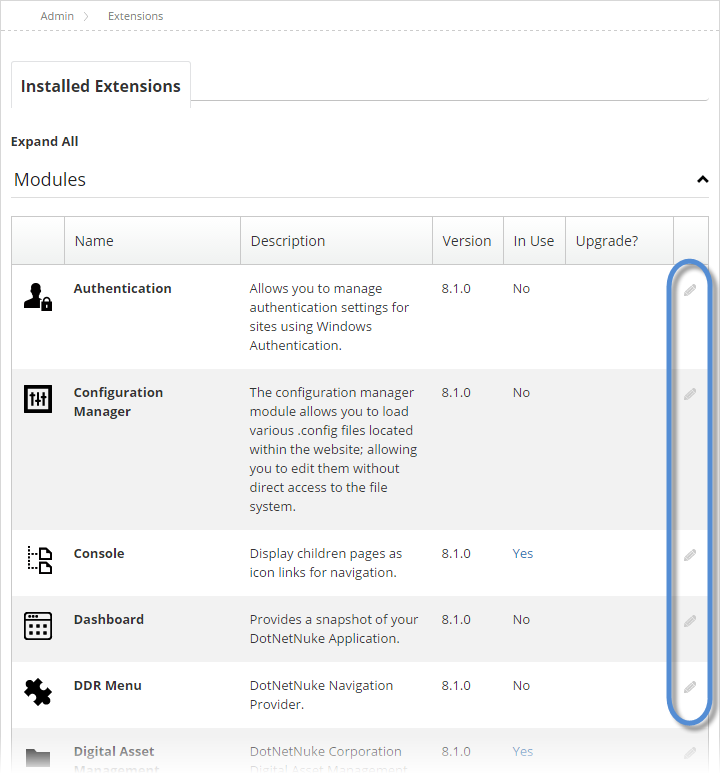 Admin Extensions
Installed Extensions
Expand All
Modules
Name Description Version In Use Upgrade?
Authentication Allows you to manage 8.1.0 No
authentication settings for
sites using Windows
Authentication.
Configuration The configuration manager 8.1.0 No
Manager module allows you to load
various .config files located
within the website; allowing
you to edit them without
direct access to the file
system.
Console Display children pages as 8.1.0 Yes
icon links for navigation.
Dashboard Provides a snapshot of your 8.1.0 No
DotNetNuke Application.
DDR Menu DotNetNuke Navigation 8.1.0 No
Provider.
Digital Asset DotNetNuke Corporation 8.1.0 Yes
Management Digital Asset Management